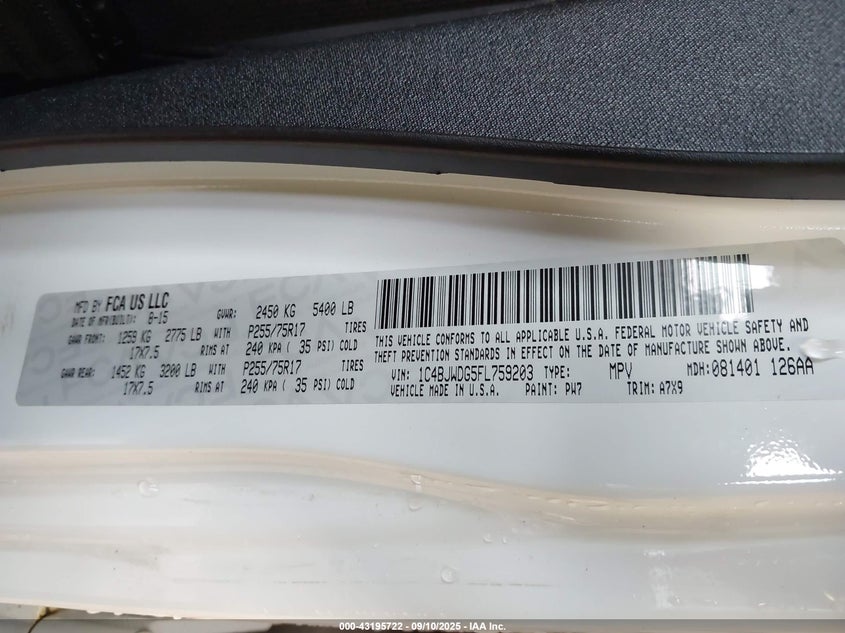 MFD BY FCA US LLC
DATE OF MFR(BUILT): 8-15
GVWR: 2450 KG 5400 LB
GAWR FRONT: 1259 KG 2775 LB WITH P255/75R17 TIRES
17X7.5 RIMS AT 240 KPA ( 35 PSI) COLD
GAWR REAR: 1452 KG 3200 LB WITH P255/75R17 TIRES
17X7.5 RIMS AT 240 KPA ( 35 PSI) COLD
THIS VEHICLE CONFORMS TO ALL APPLICABLE U.S.A. FEDERAL MOTOR VEHICLE SAFETY AND
THEFT PREVENTION STANDARDS IN EFFECT ON THE DATE OF MANUFACTURE SHOWN ABOVE.
VIN: 1C4BJWDG5FL759203 TYPE: MPV MDH: 081401 126AA
VEHICLE MADE IN U.S.A. PAINT: PW7 TRIM: A7X9
000-43195722 — 09/10/2025 — IAA Inc.